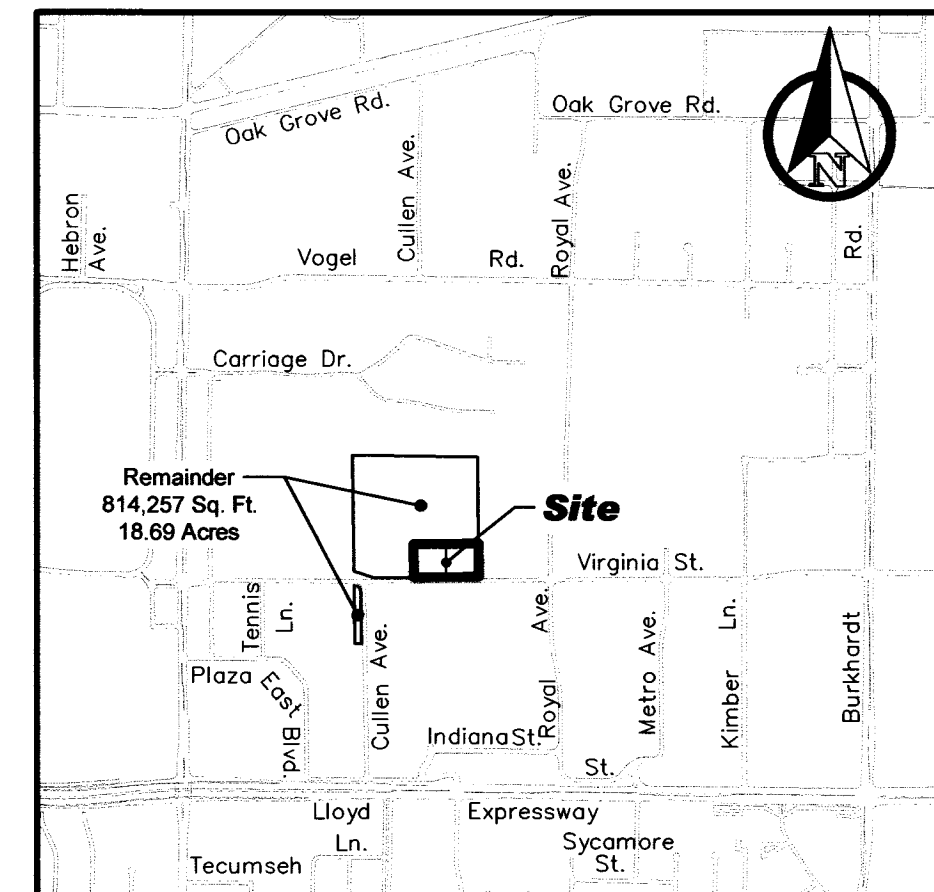 Oak Grove Rd.
Oak Grove Rd.
N
Hebron
Ave.
Cullen Ave.
Royal Ave.
Rd.
Vogel Rd.
Carriage Dr.
Remainder
814,257 Sq. Ft.
18.69 Acres
Site
Virginia St.
Tennis
Ln.
Cullen Ave.
Royal Ave.
Metro Ave.
Kimber Ln.
Burkhardt
Plaza East Blvd.
Indiana St.
St.
Lloyd Expressway
Ln.
Tecumseh
Sycamore
St.